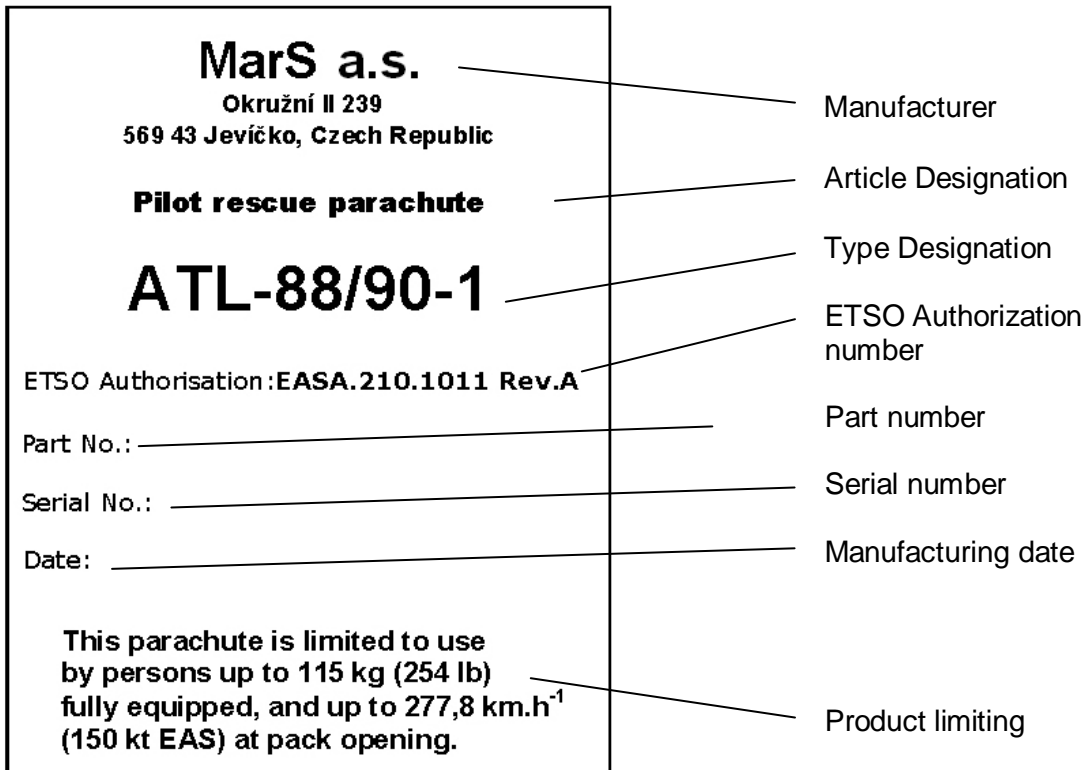 MarS a.s.
Okružní II 239
569 43 Jevíčko, Czech Republic
Pilot rescue parachute
ATL-88/90-1
ETSO Authorisation:EASA.210.1011 Rev.A
Part No.:
Serial No.:
Date:
This parachute is limited to use
by persons up to 115 kg (254 lb)
fully equipped, and up to 277,8 km.h⁻¹
(150 kt EAS) at pack opening.
Manufacturer
Article Designation
Type Designation
ETSO Authorization
number
Part number
Serial number
Manufacturing date
Product limiting